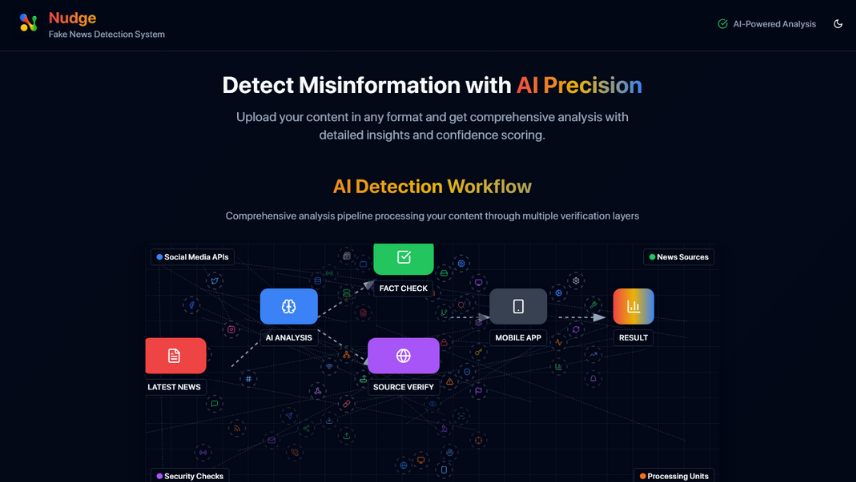 Nudge
Fake News Detection System
AI-Powered Analysis
Detect Misinformation with AI Precision
Upload your content in any format and get comprehensive analysis with
detailed insights and confidence scoring.
AI Detection Workflow
Comprehensive analysis pipeline processing your content through multiple verification layers
Social Media APIs
News Sources
FACT CHECK
AI ANALYSIS
MOBILE APP
RESULT
LATEST NEWS
SOURCE VERIFY
Security Checks
Processing Units